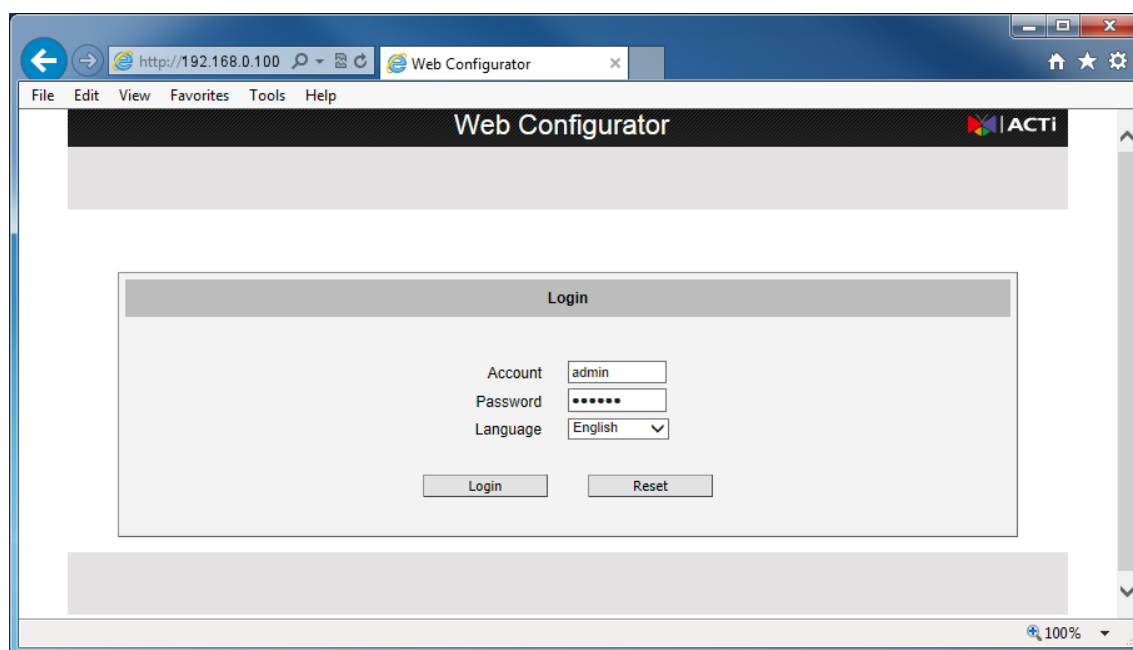 http://192.168.0.100
Web Configurator
File Edit View Favorites Tools Help
Web Configurator
ACTi
Login
Account admin
Password ••••••
Language English
Login Reset
100%